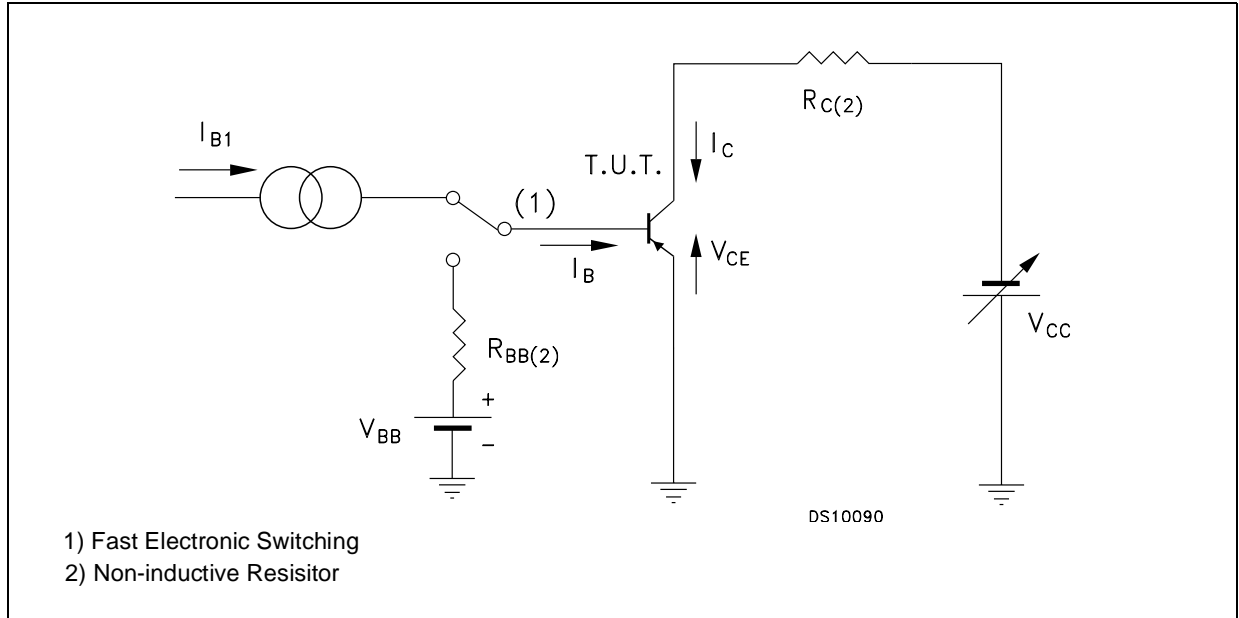 I_B1
R_C(2)
I_C
T.U.T.
(1)
I_B
V_CE
R_BB(2)
V_CC
+
V_BB
−
DS10090
1) Fast Electronic Switching
2) Non-inductive Resisitor